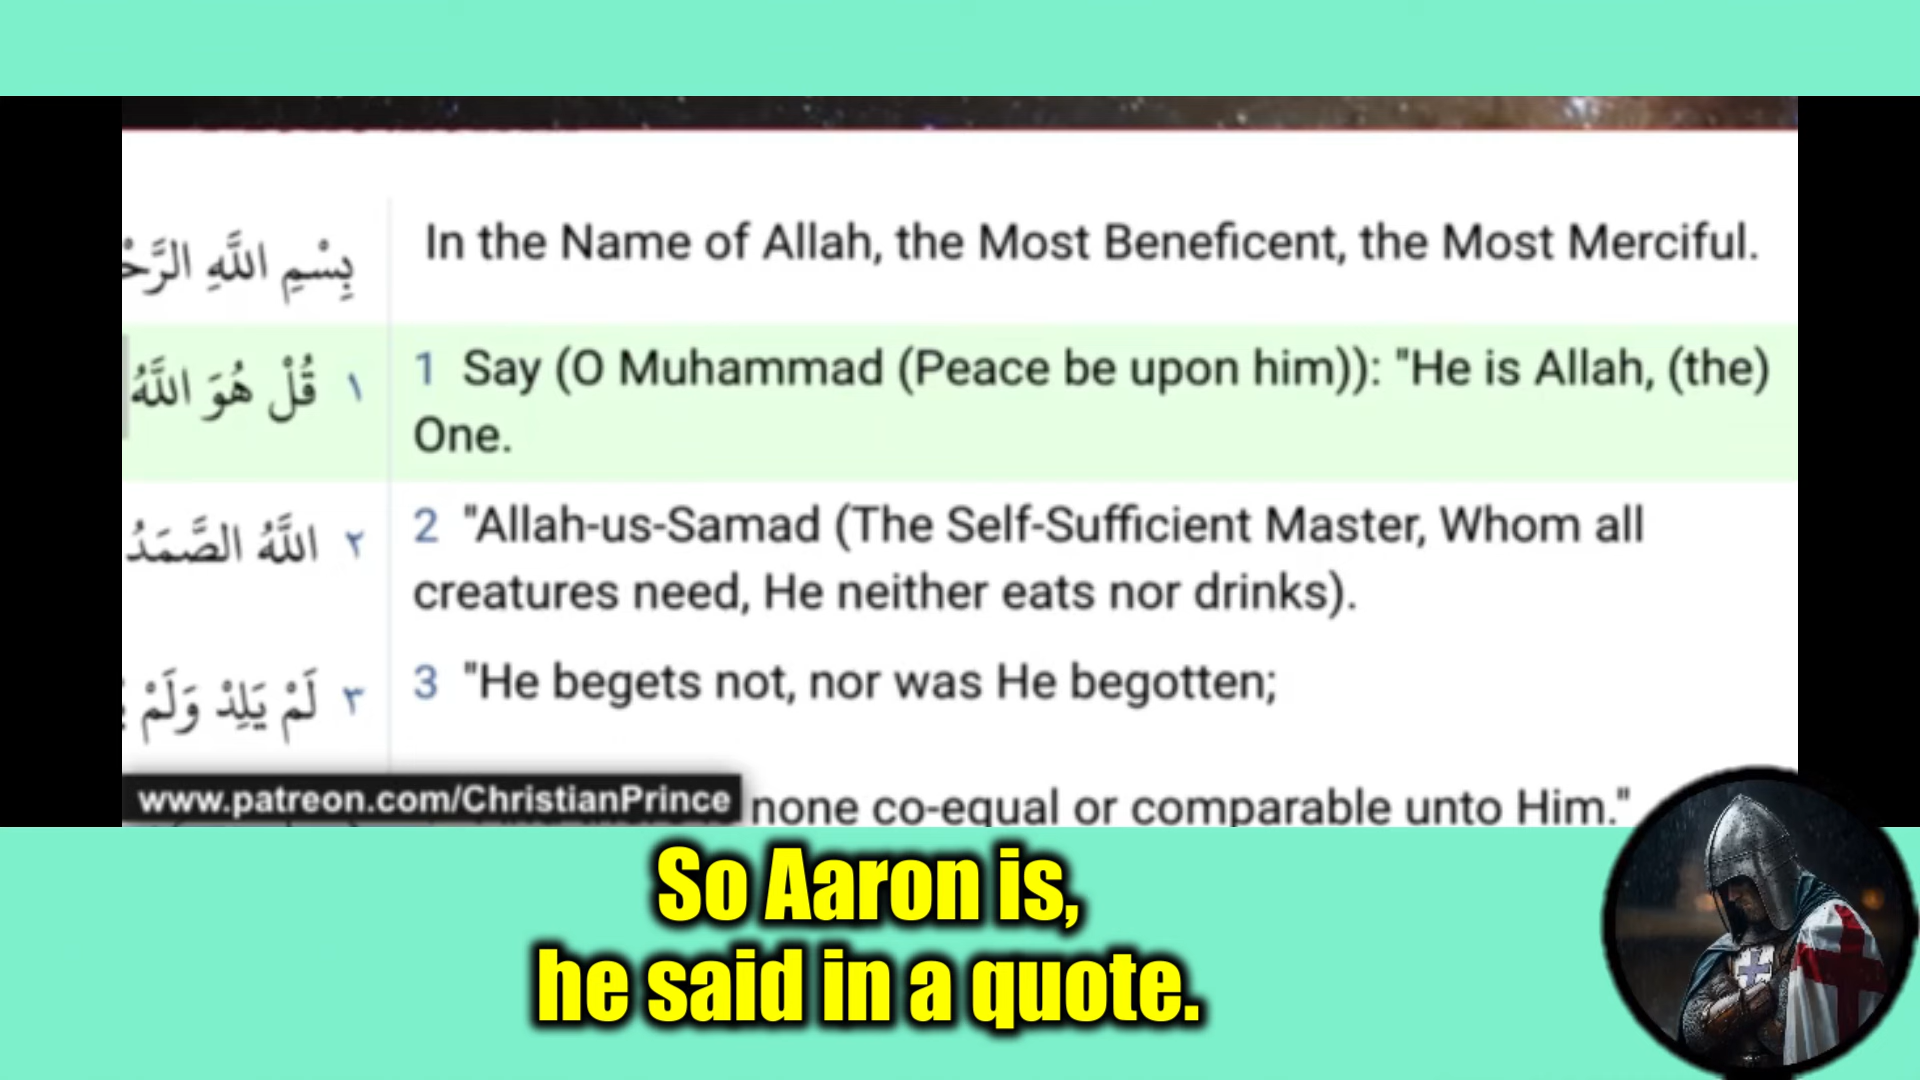 In the Name of Allah, the Most Beneficent, the Most Merciful.
بِسْمِ اللَّهِ
1 Say (O Muhammad (Peace be upon him)): "He is Allah, (the)
One.
١ قُلْ هُوَ اللَّهُ
2 "Allah-us-Samad (The Self-Sufficient Master, Whom all
creatures need, He neither eats nor drinks).
٢ اللَّهُ الصَّمَدُ
3 "He begets not, nor was He begotten;
٣ لَمْ يَلِدْ وَلَمْ
none co-equal or comparable unto Him."
www.patreon.com/ChristianPrince
So Aaron is,
he said in a quote.